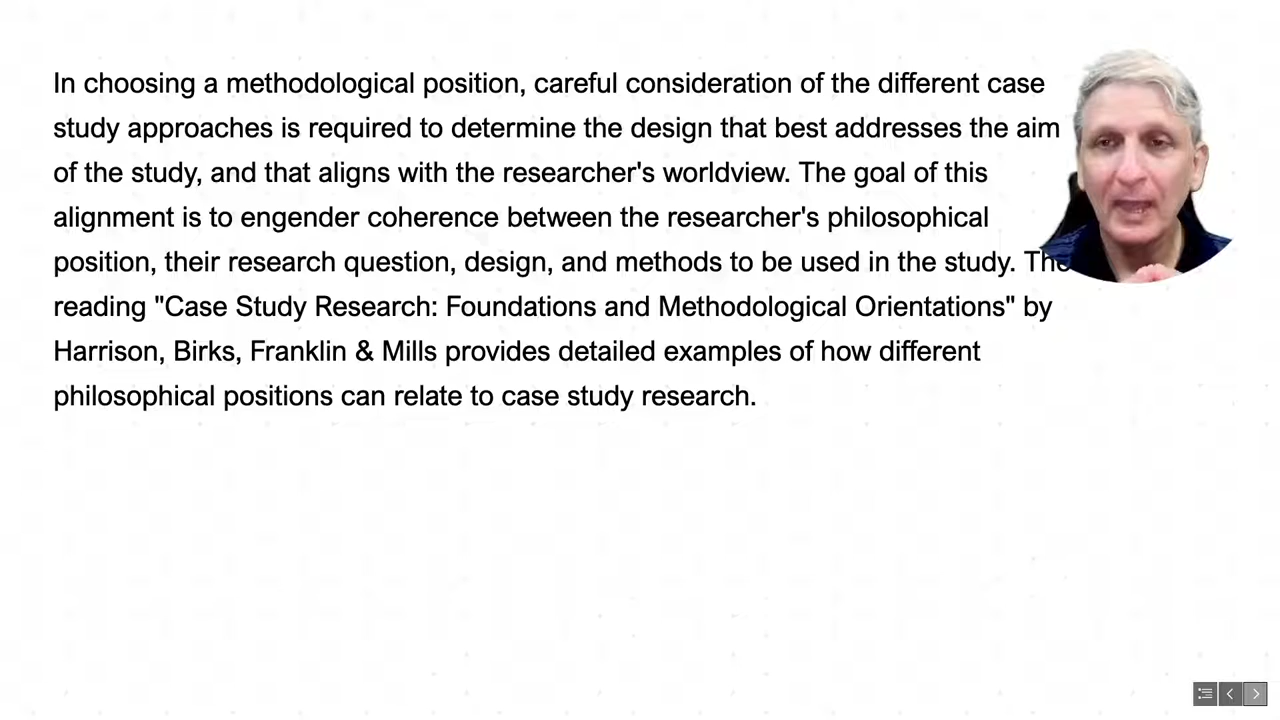 In choosing a methodological position, careful consideration of the different case
study approaches is required to determine the design that best addresses the aim
of the study, and that aligns with the researcher's worldview. The goal of this
alignment is to engender coherence between the researcher's philosophical
position, their research question, design, and methods to be used in the study. The
reading "Case Study Research: Foundations and Methodological Orientations" by
Harrison, Birks, Franklin & Mills provides detailed examples of how different
philosophical positions can relate to case study research.